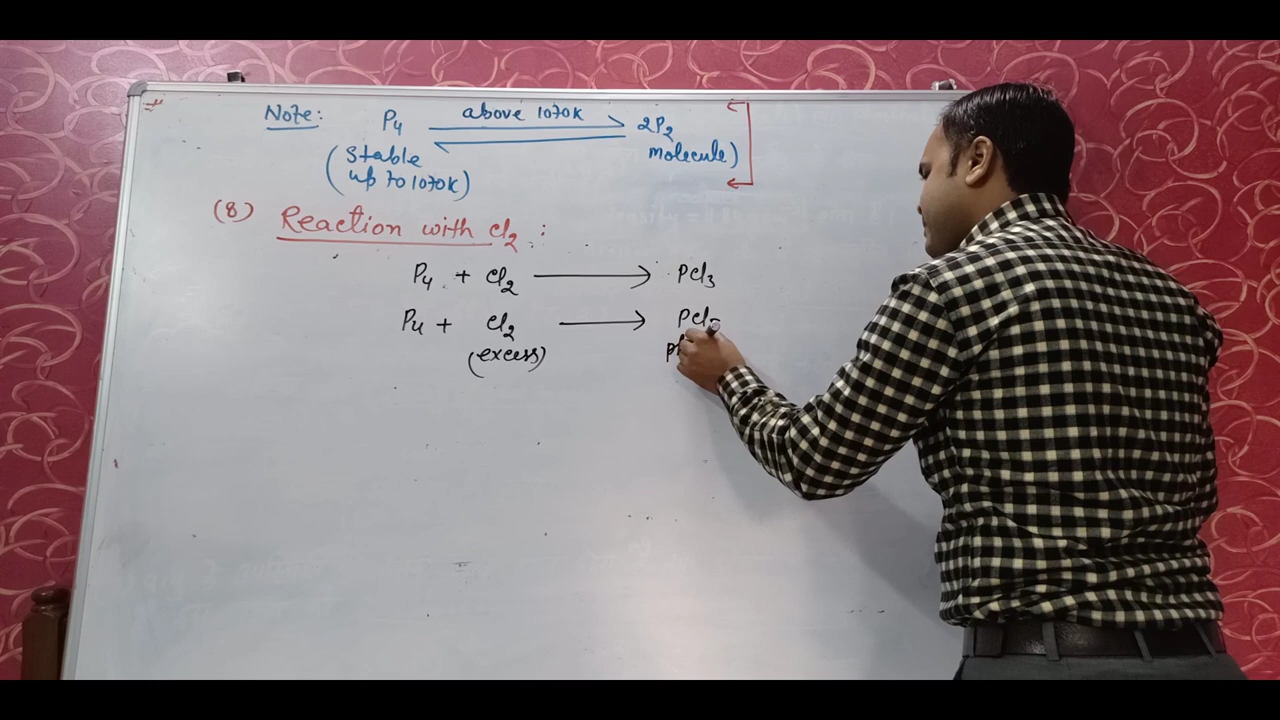 Note: P4 above 1070K 2P2
(Stable up to 1070K) molecule)
(8) Reaction with Cl2 :
P4 + Cl2 → PCl3
P4 + Cl2 → PCl
(excess)